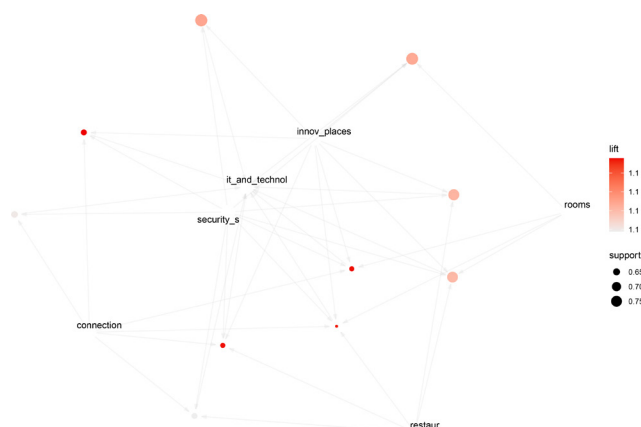 innov_places
it_and_technol
security_s
rooms
connection
restaur
lift
1.1
1.1
1.1
1.1
support
0.65
0.70
0.75